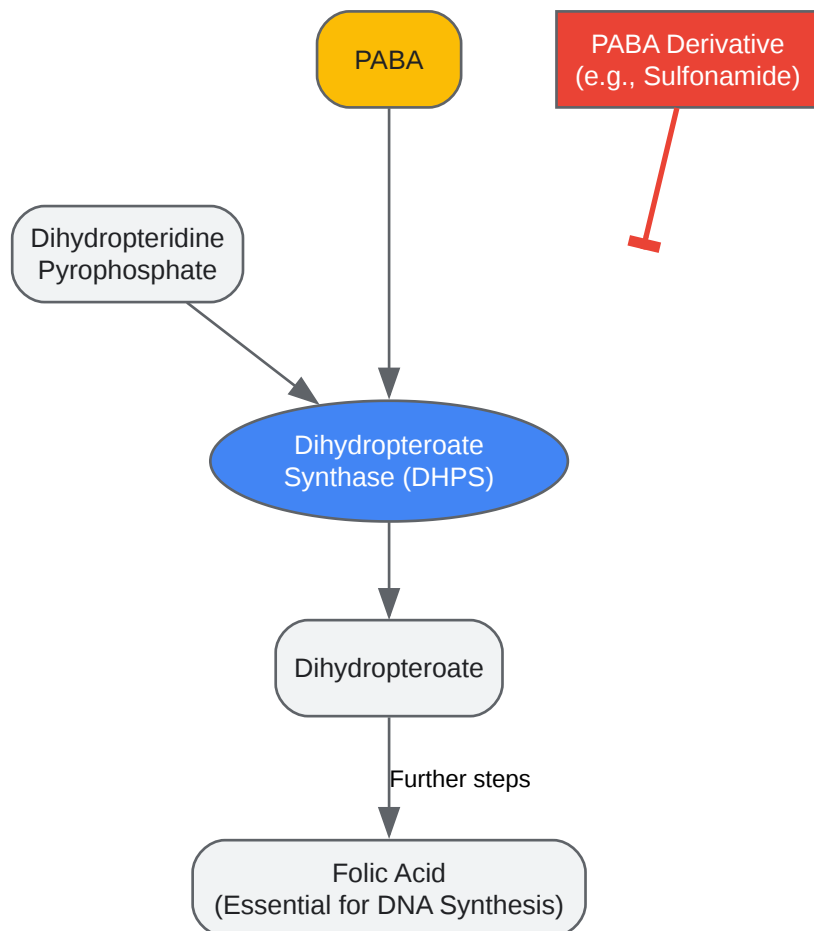 PABA
PABA Derivative
(e.g., Sulfonamide)
Dihydropteridine
Pyrophosphate
Dihydropteroate
Synthase (DHPS)
Dihydropteroate
Further steps
Folic Acid
(Essential for DNA Synthesis)